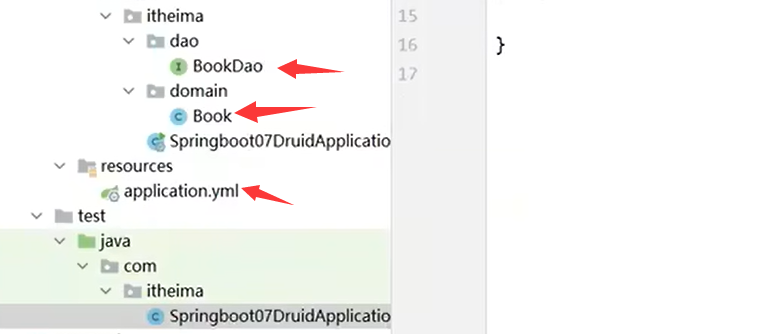 itheima
dao
I BookDao
domain
C Book
C Springboot07DruidApplicatio
resources
application.yml
test
java
com
itheima
C Springboot07DruidApplicatio
15
16 }
17